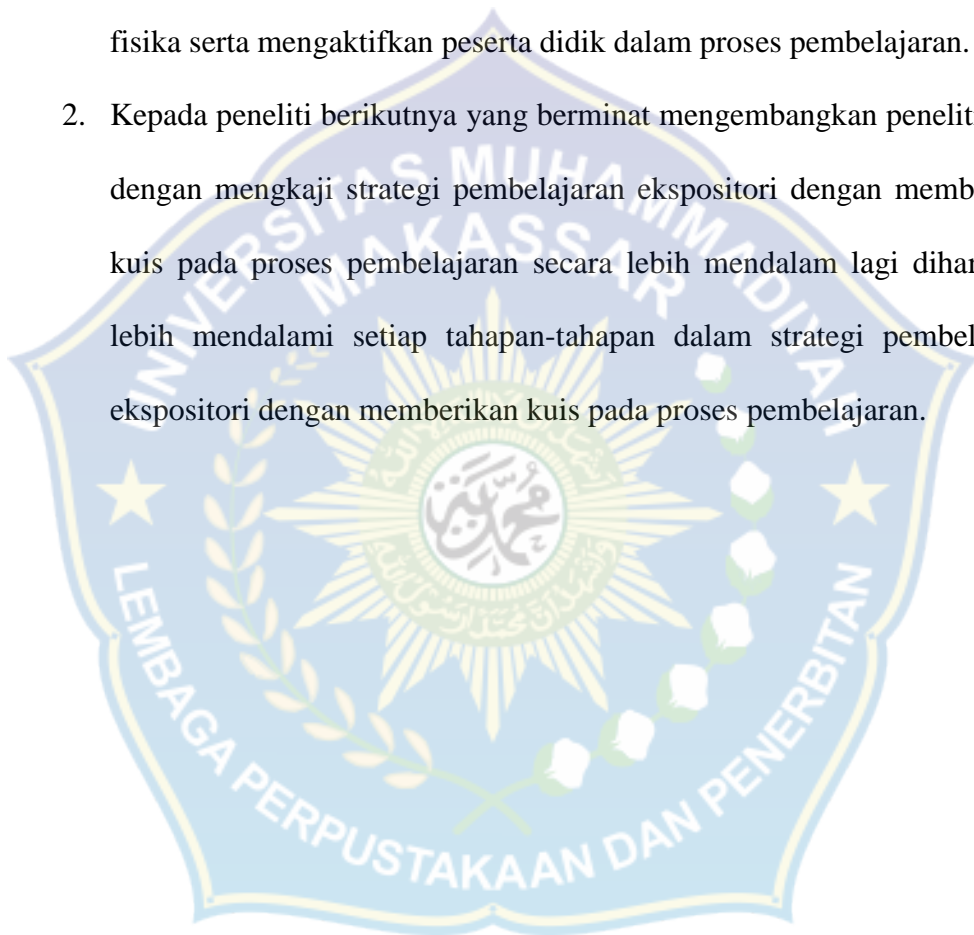 fisika serta mengaktifkan peserta didik dalam proses pembelajaran.
2. Kepada peneliti berikutnya yang berminat mengembangkan peneliti
dengan mengkaji strategi pembelajaran ekspositori dengan memb
kuis pada proses pembelajaran secara lebih mendalam lagi dihar
lebih mendalami setiap tahapan-tahapan dalam strategi pembel
ekspositori dengan memberikan kuis pada proses pembelajaran.
UNIVERSITAS MUHAMMADIYAH
MAKASSAR
LEMBAGA PERPUSTAKAAN DAN PENERBITAN